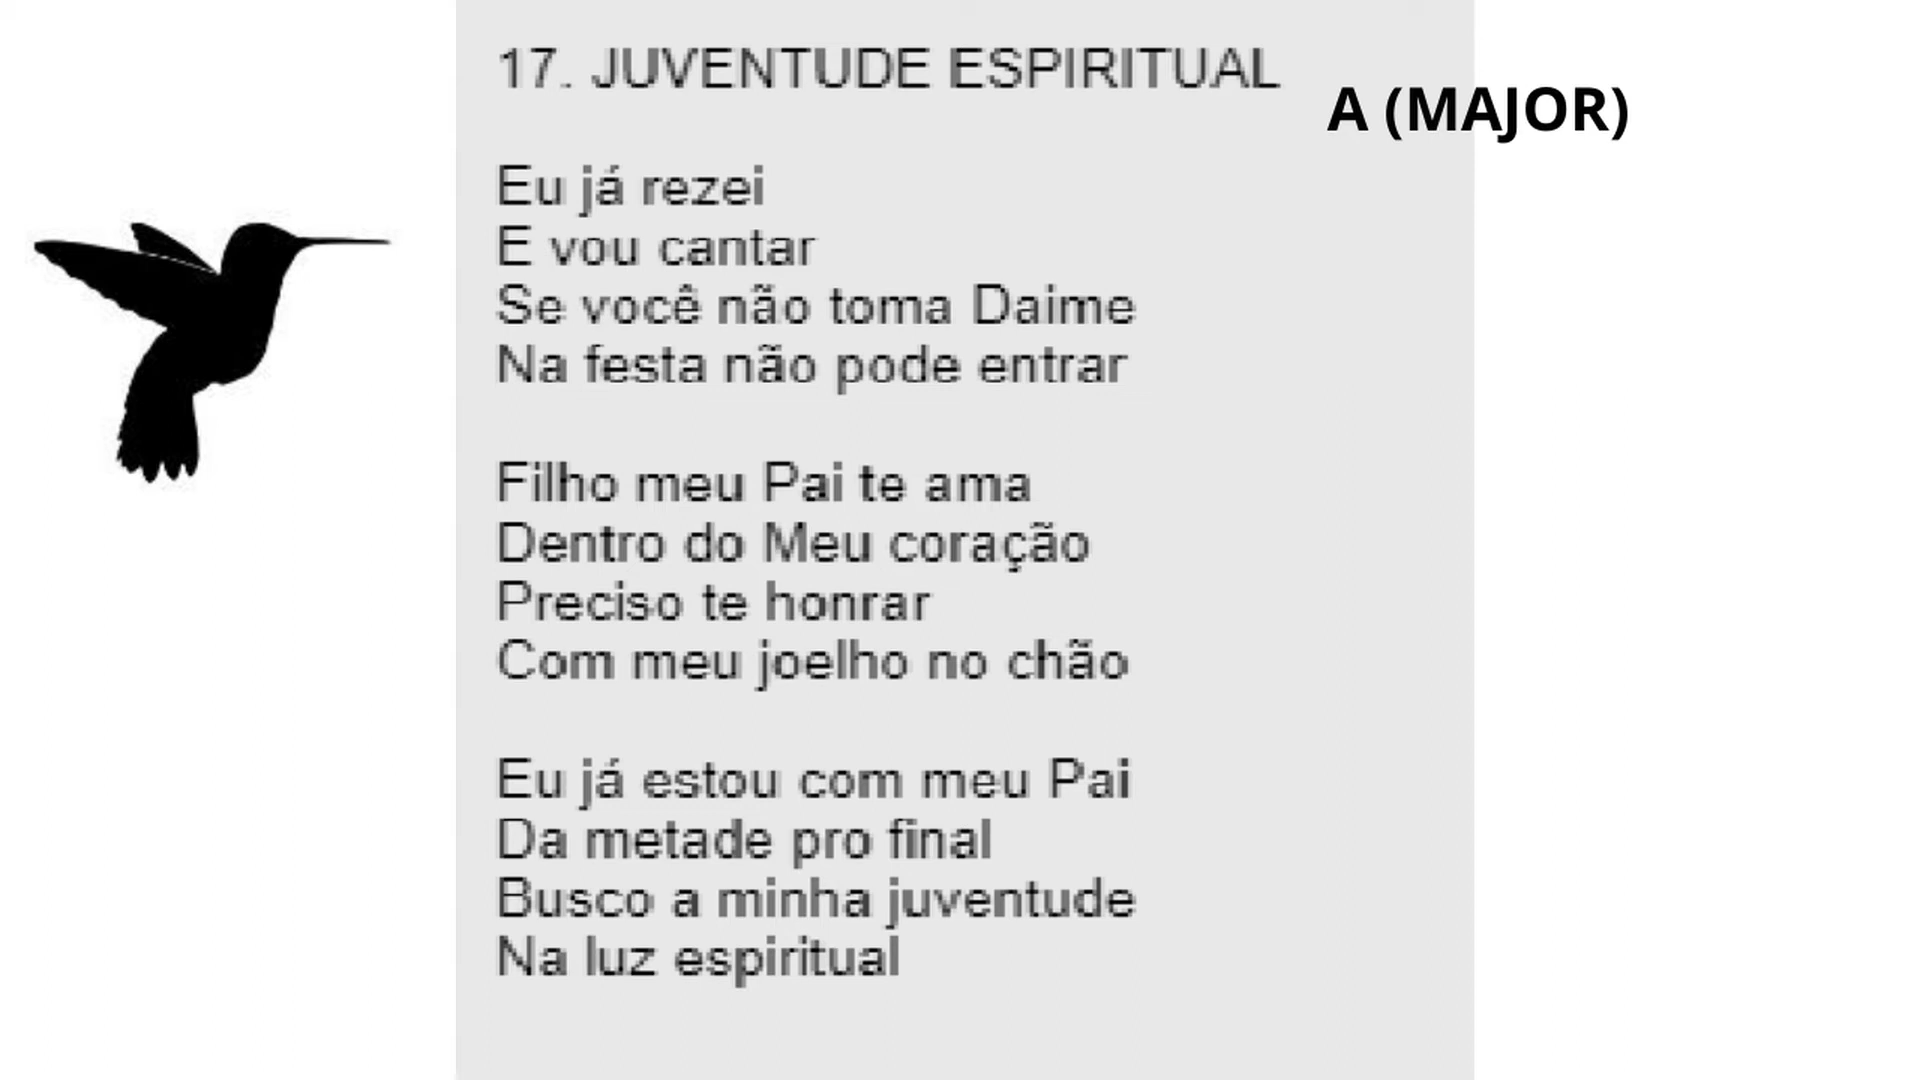 17. JUVENTUDE ESPIRITUAL
A (MAJOR)
Eu já rezei
E vou cantar
Se você não toma Daime
Na festa não pode entrar
Filho meu Pai te ama
Dentro do Meu coração
Preciso te honrar
Com meu joelho no chão
Eu já estou com meu Pai
Da metade pro final
Busco a minha juventude
Na luz espiritual